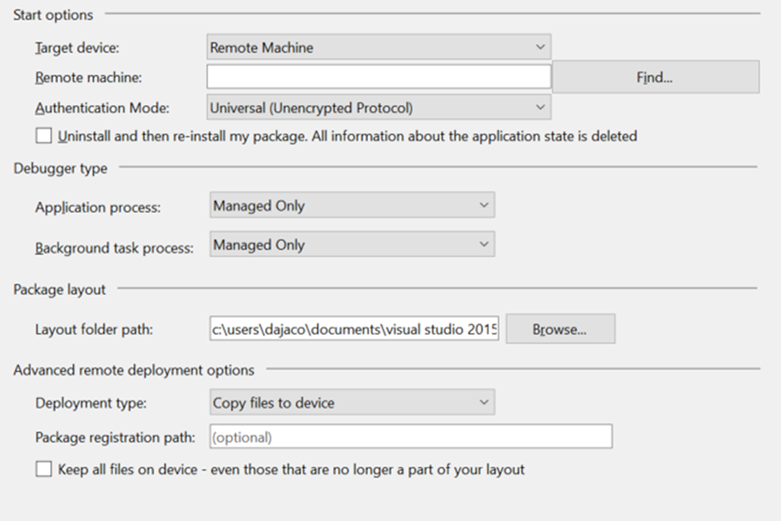 Start options
Target device: Remote Machine
Remote machine: Find...
Authentication Mode: Universal (Unencrypted Protocol)
Uninstall and then re-install my package. All information about the application state is deleted
Debugger type
Application process: Managed Only
Background task process: Managed Only
Package layout
Layout folder path: c:\users\dajaco\documents\visual studio 2015 Browse...
Advanced remote deployment options
Deployment type: Copy files to device
Package registration path: (optional)
Keep all files on device - even those that are no longer a part of your layout